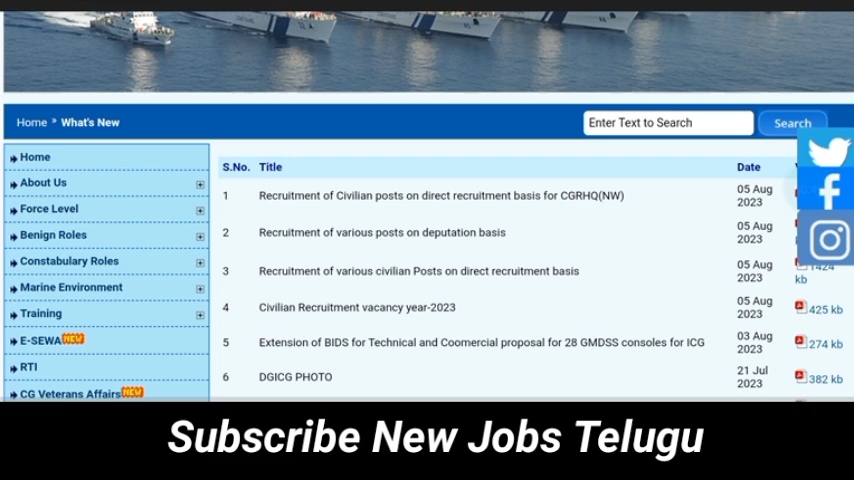 Home » What's New
Enter Text to Search
Search
Home
About Us
Force Level
Benign Roles
Constabulary Roles
Marine Environment
Training
E-SEWA NEW
RTI
CG Veterans Affairs NEW
S.No. Title Date
1 Recruitment of Civilian posts on direct recruitment basis for CGRHQ(NW) 05 Aug 2023
2 Recruitment of various posts on deputation basis 05 Aug 2023
3 Recruitment of various civilian Posts on direct recruitment basis 05 Aug 2023 1424 kb
4 Civilian Recruitment vacancy year-2023 05 Aug 2023 425 kb
5 Extension of BIDS for Technical and Coomercial proposal for 28 GMDSS consoles for ICG 03 Aug 2023 274 kb
6 DGICG PHOTO 21 Jul 2023 382 kb
Subscribe New Jobs Telugu